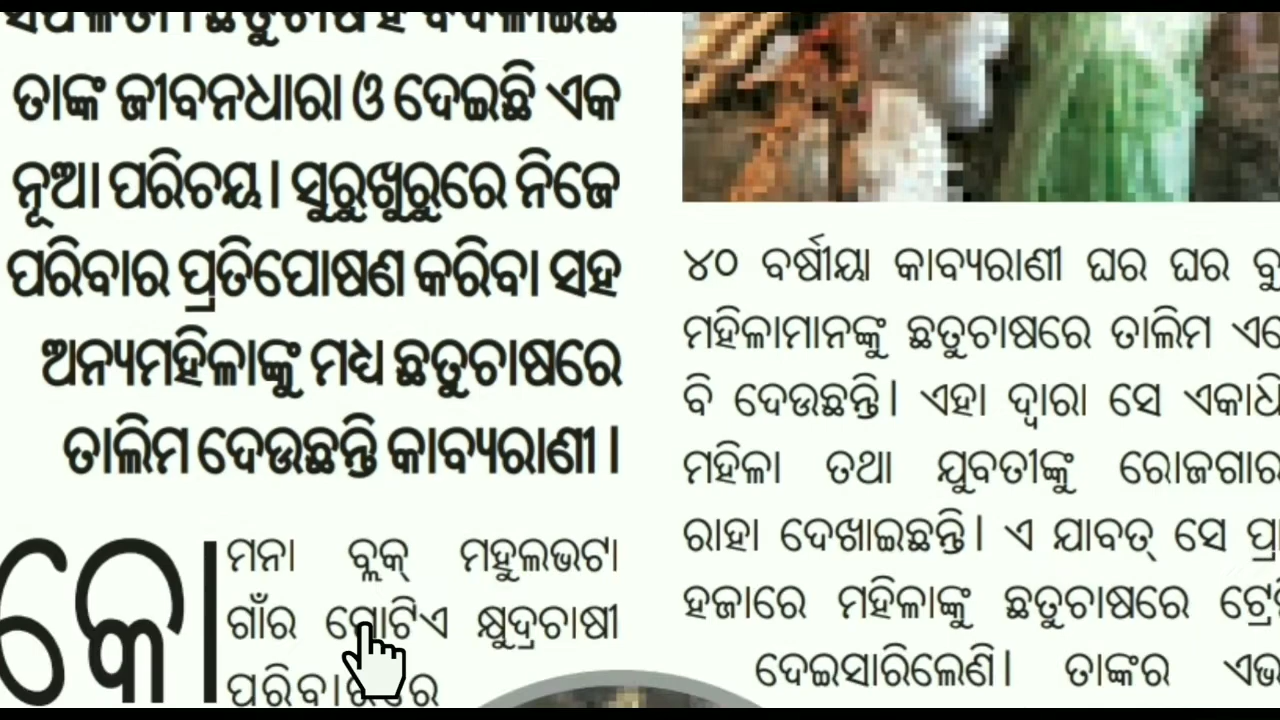 ତାଙ୍କ ଜୀବନଧାରା ଓ ଦେଇଛି ଏକ
ନୂଆ ପରିଚୟ। ସୁରୁଖୁରୁରେ ନିଜେ
ପରିବାର ପ୍ରତିପୋଷଣ କରିବା ସହ
ଅନ୍ୟମହିଳାଙ୍କୁ ମଧ୍ୟ ଛତୁଚାଷରେ
ତାଲିମ ଦେଉଛନ୍ତି କାବ୍ୟରାଣୀ।
କୋମନା ବ୍ଲକ୍ ମହୁଲଭଟା
ଗାଁର ଗୋଟିଏ କ୍ଷୁଦ୍ରଚାଷୀ
୪୦ ବର୍ଷୀୟା କାବ୍ୟରାଣୀ ଘର ଘର
ମହିଳାମାନଙ୍କୁ ଛତୁଚାଷରେ ତାଲିମ
ବି ଦେଉଛନ୍ତି। ଏହା ଦ୍ୱାରା ସେ
ମହିଳା ତଥା ଯୁବତୀଙ୍କୁ ରୋଜଗାର
ରାହା ଦେଖାଇଛନ୍ତି। ଏ ଯାବତ୍ ସେ
ହଜାରେ ମହିଳାଙ୍କୁ ଛତୁଚାଷରେ
ଦେଇସାରିଲେଣି। ତାଙ୍କର